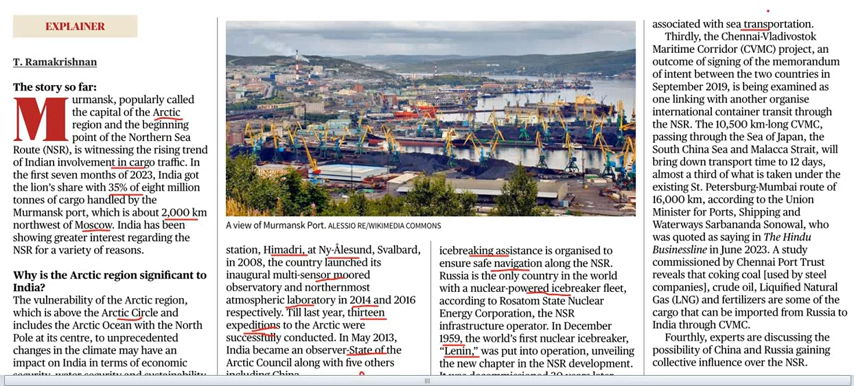 EXPLAINER
T. Ramakrishnan
The story so far:
Murmansk, popularly called
the capital of the Arctic
region and the beginning
point of the Northern Sea
Route (NSR), is witnessing the rising trend
of Indian involvement in cargo traffic. In
the first seven months of 2023, India got
the lion's share with 35% of eight million
tonnes of cargo handled by the
Murmansk port, which is about 2,000 km
northwest of Moscow. India has been
showing greater interest regarding the
NSR for a variety of reasons.
Why is the Arctic region significant to
India?
The vulnerability of the Arctic region,
which is above the Arctic Circle and
includes the Arctic Ocean with the North
Pole at its centre, to unprecedented
changes in the climate may have an
impact on India in terms of economic
security, water security and sustainability
A view of Murmansk Port. ALESSIO RE/WIKIMEDIA COMMONS
station, Himadri, at Ny-Ålesund, Svalbard,
in 2008, the country launched its
inaugural multi-sensor moored
observatory and northernmost
atmospheric laboratory in 2014 and 2016
respectively. Till last year, thirteen
expeditions to the Arctic were
successfully conducted. In May 2013,
India became an observer-State of the
Arctic Council along with five others
including China.
icebreaking assistance is organised to
ensure safe navigation along the NSR.
Russia is the only country in the world
with a nuclear-powered icebreaker fleet,
according to Rosatom State Nuclear
Energy Corporation, the NSR
infrastructure operator. In December
1959, the world's first nuclear icebreaker,
"Lenin," was put into operation, unveiling
the new chapter in the NSR development.
It was decommissioned 30 years later.
associated with sea transportation.
Thirdly, the Chennai-Vladivostok
Maritime Corridor (CVMC) project, an
outcome of signing of the memorandum
of intent between the two countries in
September 2019, is being examined as
one linking with another organise
international container transit through
the NSR. The 10,500 km-long CVMC,
passing through the Sea of Japan, the
South China Sea and Malacca Strait, will
bring down transport time to 12 days,
almost a third of what is taken under the
existing St. Petersburg-Mumbai route of
16,000 km, according to the Union
Minister for Ports, Shipping and
Waterways Sarbananda Sonowal, who
was quoted as saying in The Hindu
BusinessLine in June 2023. A study
commissioned by Chennai Port Trust
reveals that coking coal [used by steel
companies], crude oil, Liquified Natural
Gas (LNG) and fertilizers are some of the
cargo that can be imported from Russia to
India through CVMC.
Fourthly, experts are discussing the
possibility of China and Russia gaining
collective influence over the NSR.